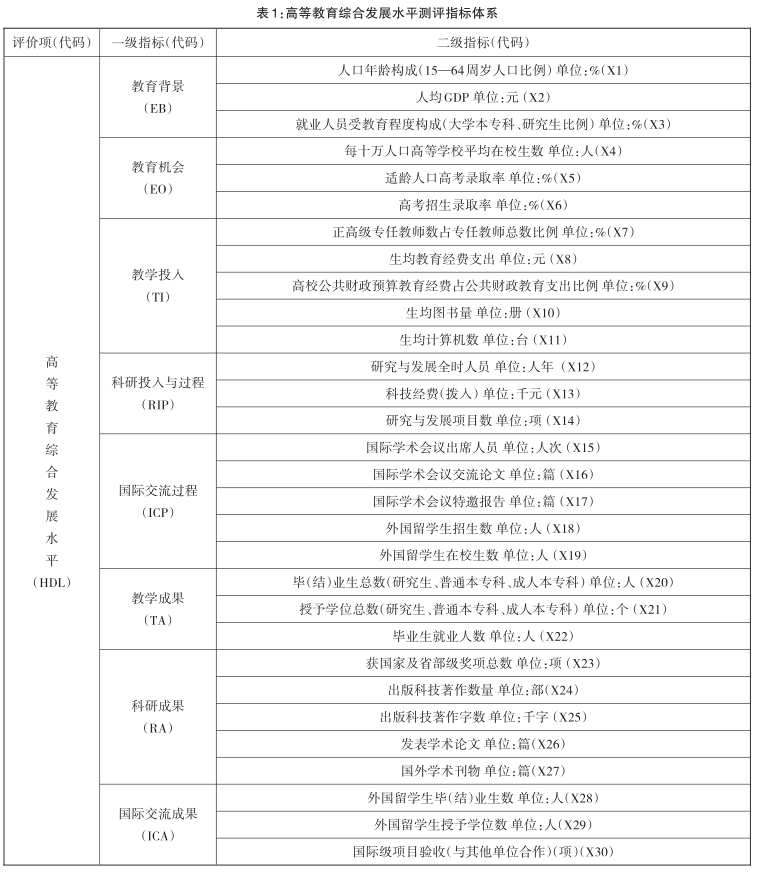 表1:高等教育综合发展水平测评指标体系
评价项(代码) 一级指标(代码) 二级指标(代码)
高等教育综合发展水平
(HDL)
教育背景
(EB)
人口年龄构成(15—64周岁人口比例) 单位:%(X1)
人均GDP 单位:元 (X2)
就业人员受教育程度构成(大学本专科、研究生比例) 单位:%(X3)
教育机会
(EO)
每十万人口高等学校平均在校生数 单位:人(X4)
适龄人口高考录取率 单位:%(X5)
高考招生录取率 单位:%(X6)
教学投入
(TI)
正高级专任教师数占专任教师总数比例 单位:%(X7)
生均教育经费支出 单位:元 (X8)
高校公共财政预算教育经费占公共财政教育支出比例 单位:%(X9)
生均图书量 单位:册 (X10)
生均计算机数 单位:台 (X11)
科研投入与过程
(RIP)
研究与发展全时人员 单位:人年 (X12)
科技经费(拨入) 单位:千元 (X13)
研究与发展项目数 单位:项 (X14)
国际交流过程
(ICP)
国际学术会议出席人员 单位:人次 (X15)
国际学术会议交流论文 单位:篇 (X16)
国际学术会议特邀报告 单位:篇 (X17)
外国留学生招生数 单位:人 (X18)
外国留学生在校生数 单位:人 (X19)
教学成果
(TA)
毕(结)业生总数(研究生、普通本专科、成人本专科) 单位:人 (X20)
授予学位总数(研究生、普通本专科、成人本专科) 单位:个 (X21)
毕业生就业人数 单位:人 (X22)
科研成果
(RA)
获国家及省部级奖项总数 单位:项 (X23)
出版科技著作数量 单位:部(X24)
出版科技著作字数 单位:千字 (X25)
发表学术论文 单位:篇(X26)
国外学术刊物 单位:篇(X27)
国际交流成果
(ICA)
外国留学生毕(结)业生数 单位:人(X28)
外国留学生授予学位数 单位:人(X29)
国际级项目验收(与其他单位合作)(项)(X30)